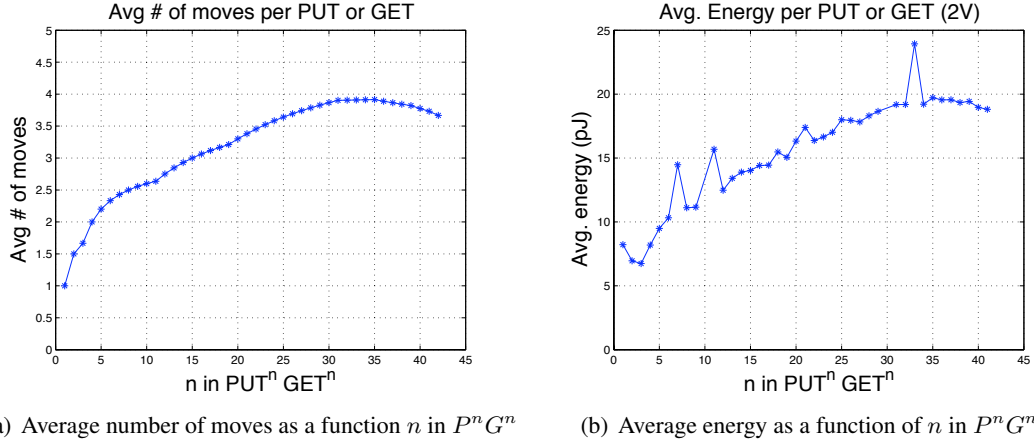 Avg # of moves per PUT or GET
5
4.5
4
3.5
3
2.5
2
1.5
1
0.5
0
Avg # of moves
0 5 10 15 20 25 30 35 40 45
n in PUT^n GET^n
) Average number of moves as a function n in P^nG^n
Avg. Energy per PUT or GET (2V)
25
20
15
10
5
0
Avg. energy (pJ)
0 5 10 15 20 25 30 35 40 45
n in PUT^n GET^n
(b) Average energy as a function of n in P^nG^n